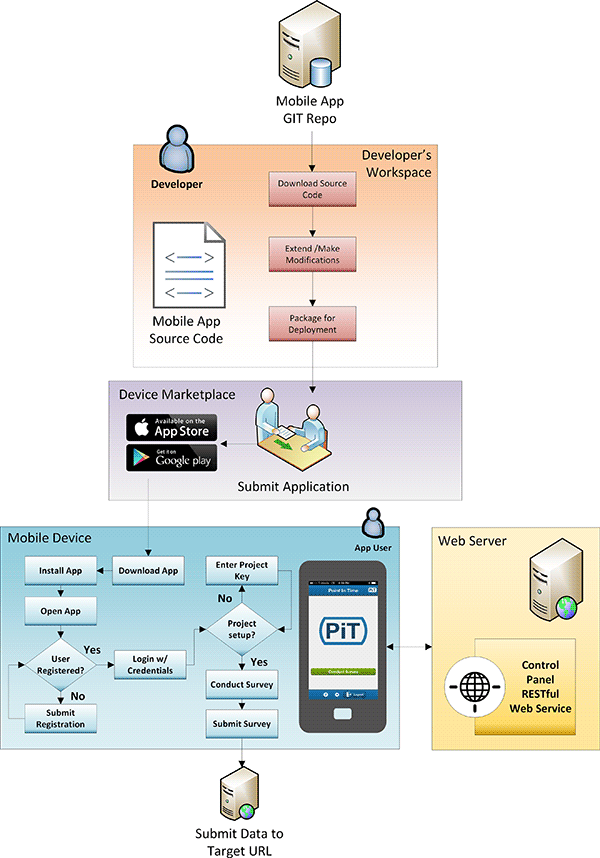 Mobile App
GIT Repo
Developer's
Workspace
Developer
Download Source
Code
Extend /Make
Modifications
Mobile App
Source Code
Package for
Deployment
Device Marketplace
Available on the
App Store
Get it on
Google play
Submit Application
Mobile Device
App User
Install App
Download App
Enter Project
Key
Open App
No
Project
setup?
User
Registered?
Yes
Login w/
Credentials
Yes
No
Conduct Survey
Submit
Registration
Submit Survey
Point In Time
PiT
PiT
Conduct Survey
Web Server
Control
Panel
RESTful
Web Service
Submit Data to
Target URL